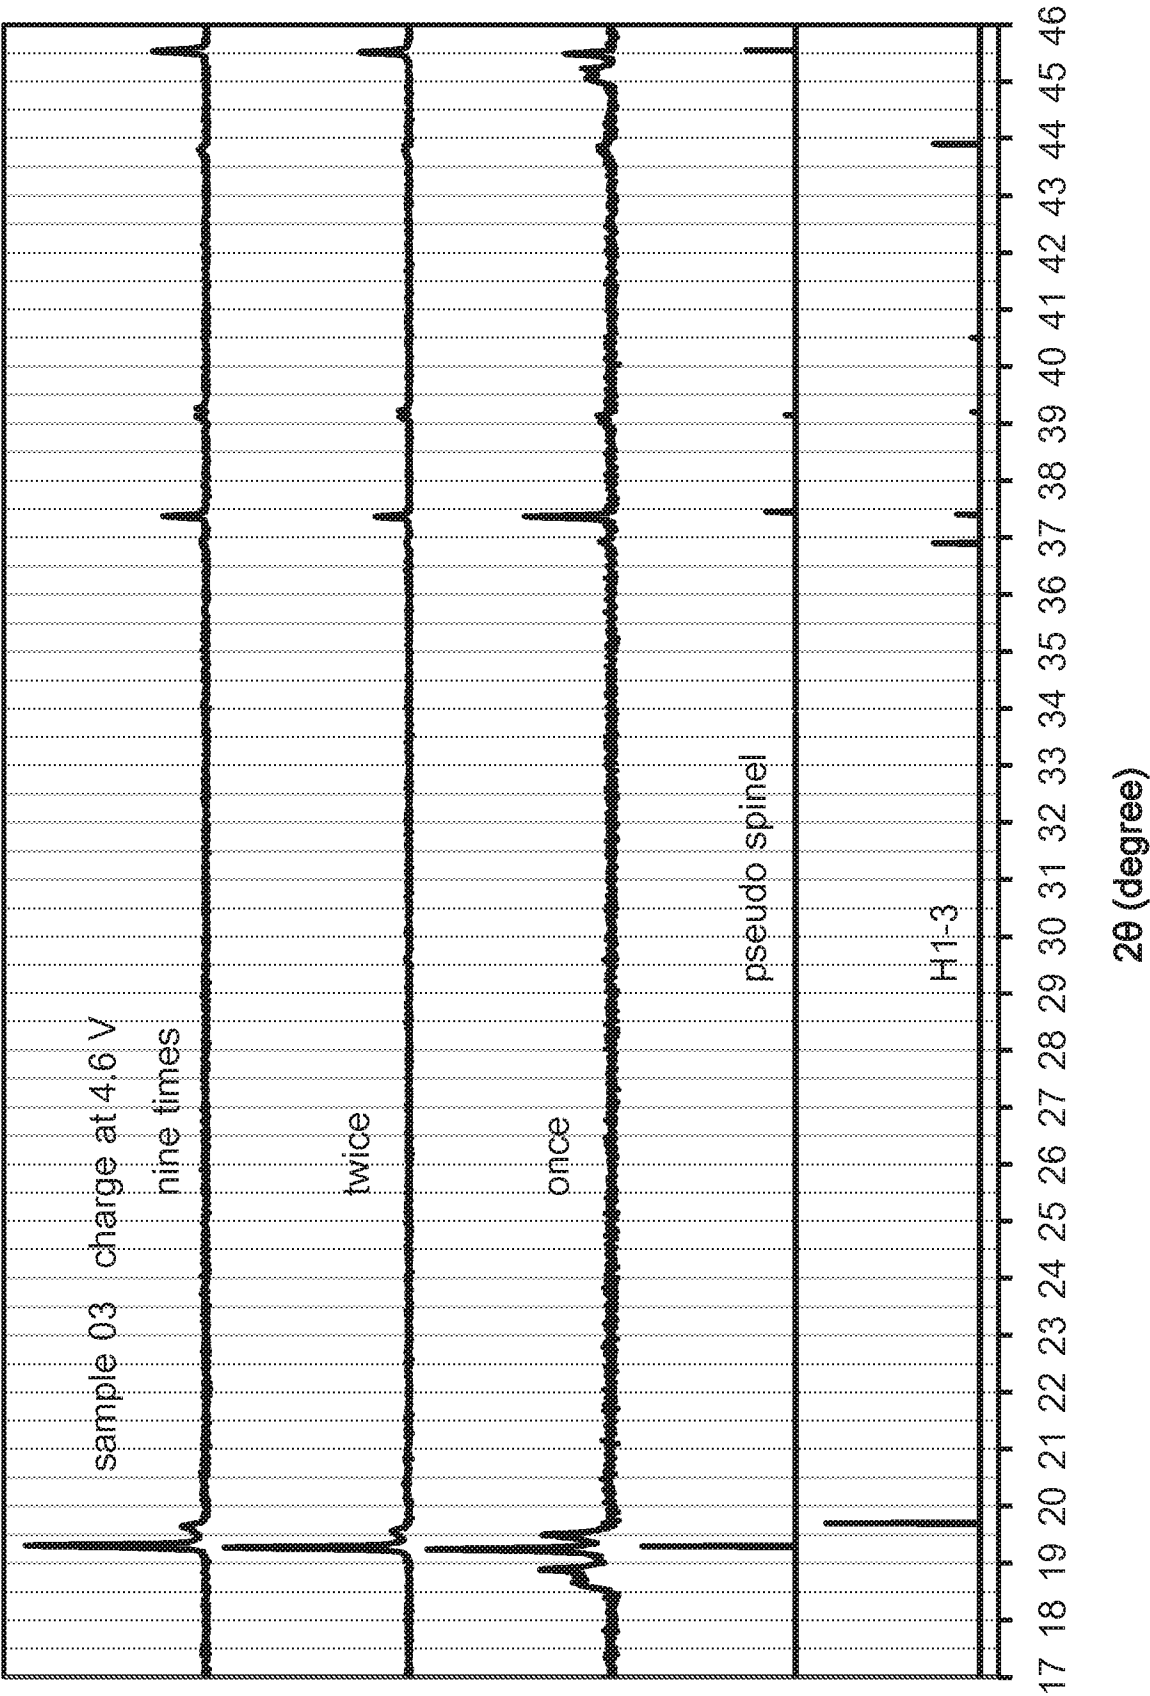 sample 03 charge at 4.6 V
nine times
twice
once
pseudo spinel
H1-3
17 18 19 20 21 22 23 24 25 26 27 28 29 30 31 32 33 34 35 36 37 38 39 40 41 42 43 44 45 46
2θ (degree)